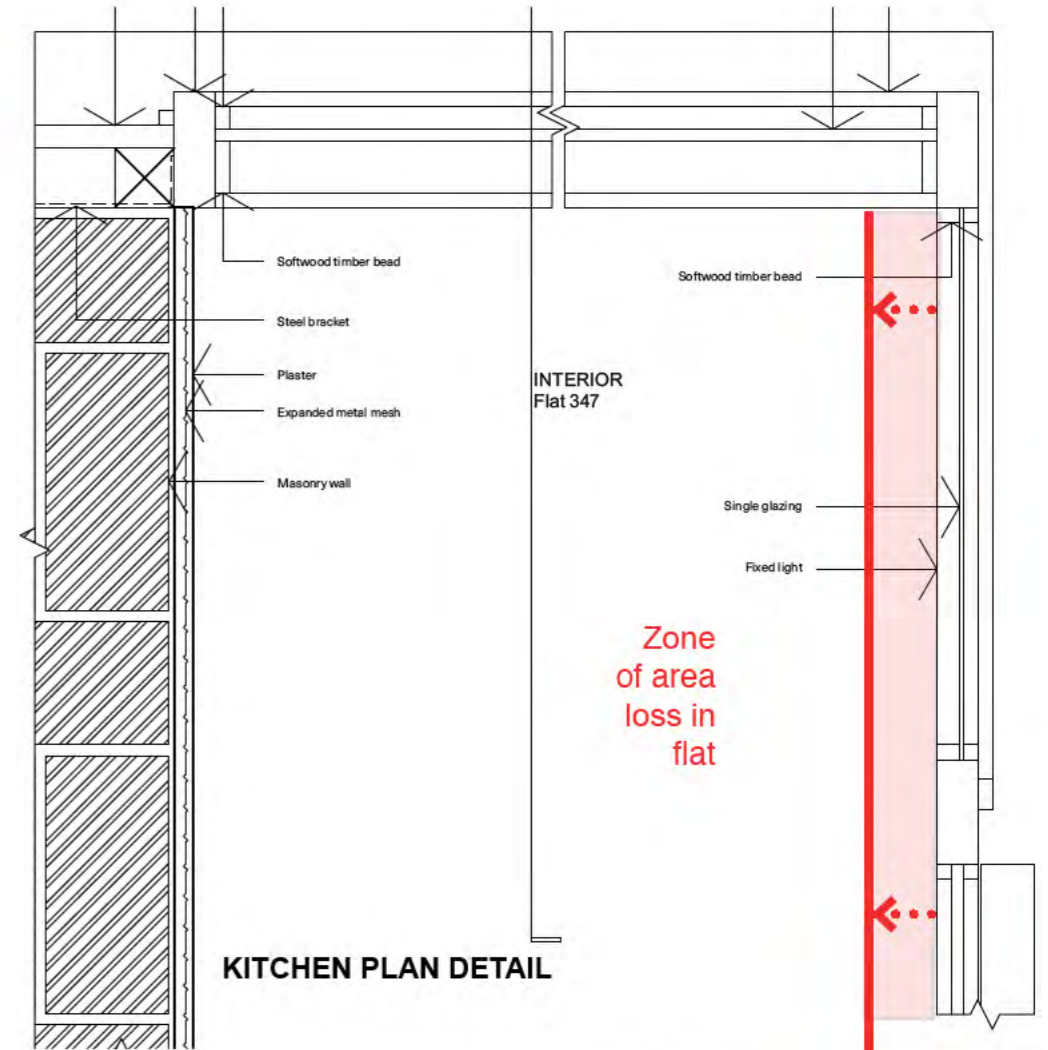 Softwood timber bead
Softwood timber bead
Steel bracket
Plaster
INTERIOR
Flat 347
Expanded metal mesh
Masonry wall
Single glazing
Fixed light
Zone
of area
loss in
flat
KITCHEN PLAN DETAIL